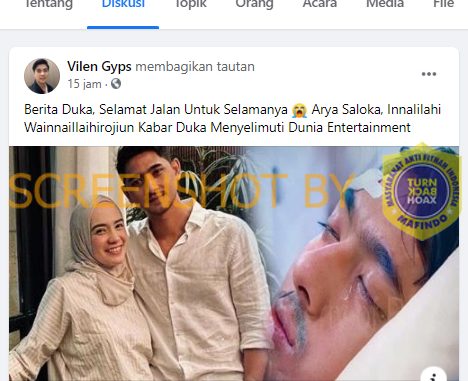 Tentang Diskusi Topik Orang Acara Media File
Vilen Gyps membagikan tautan
15 jam ·
Berita Duka, Selamat Jalan Untuk Selamanya 😭 Arya Saloka, Innalilahi
Wainnaillaihirojiun Kabar Duka Menyelimuti Dunia Entertainment
SCREENSHOT BY
MASYARAKAT ANTI FITNAH INDONESIA
TURN
BACK
HOAX
MAFINDO